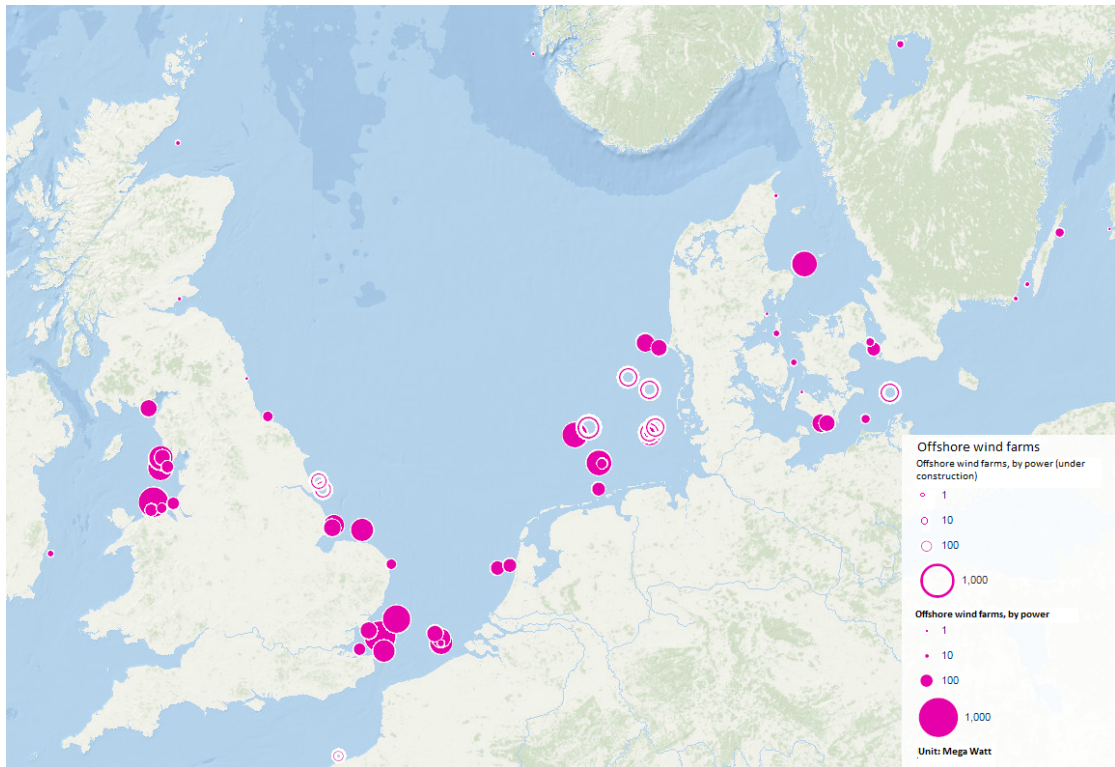 Offshore wind farms
Offshore wind farms, by power (under
construction)
1
10
100
1,000
Offshore wind farms, by power
1
10
100
1,000
Unit: Mega Watt